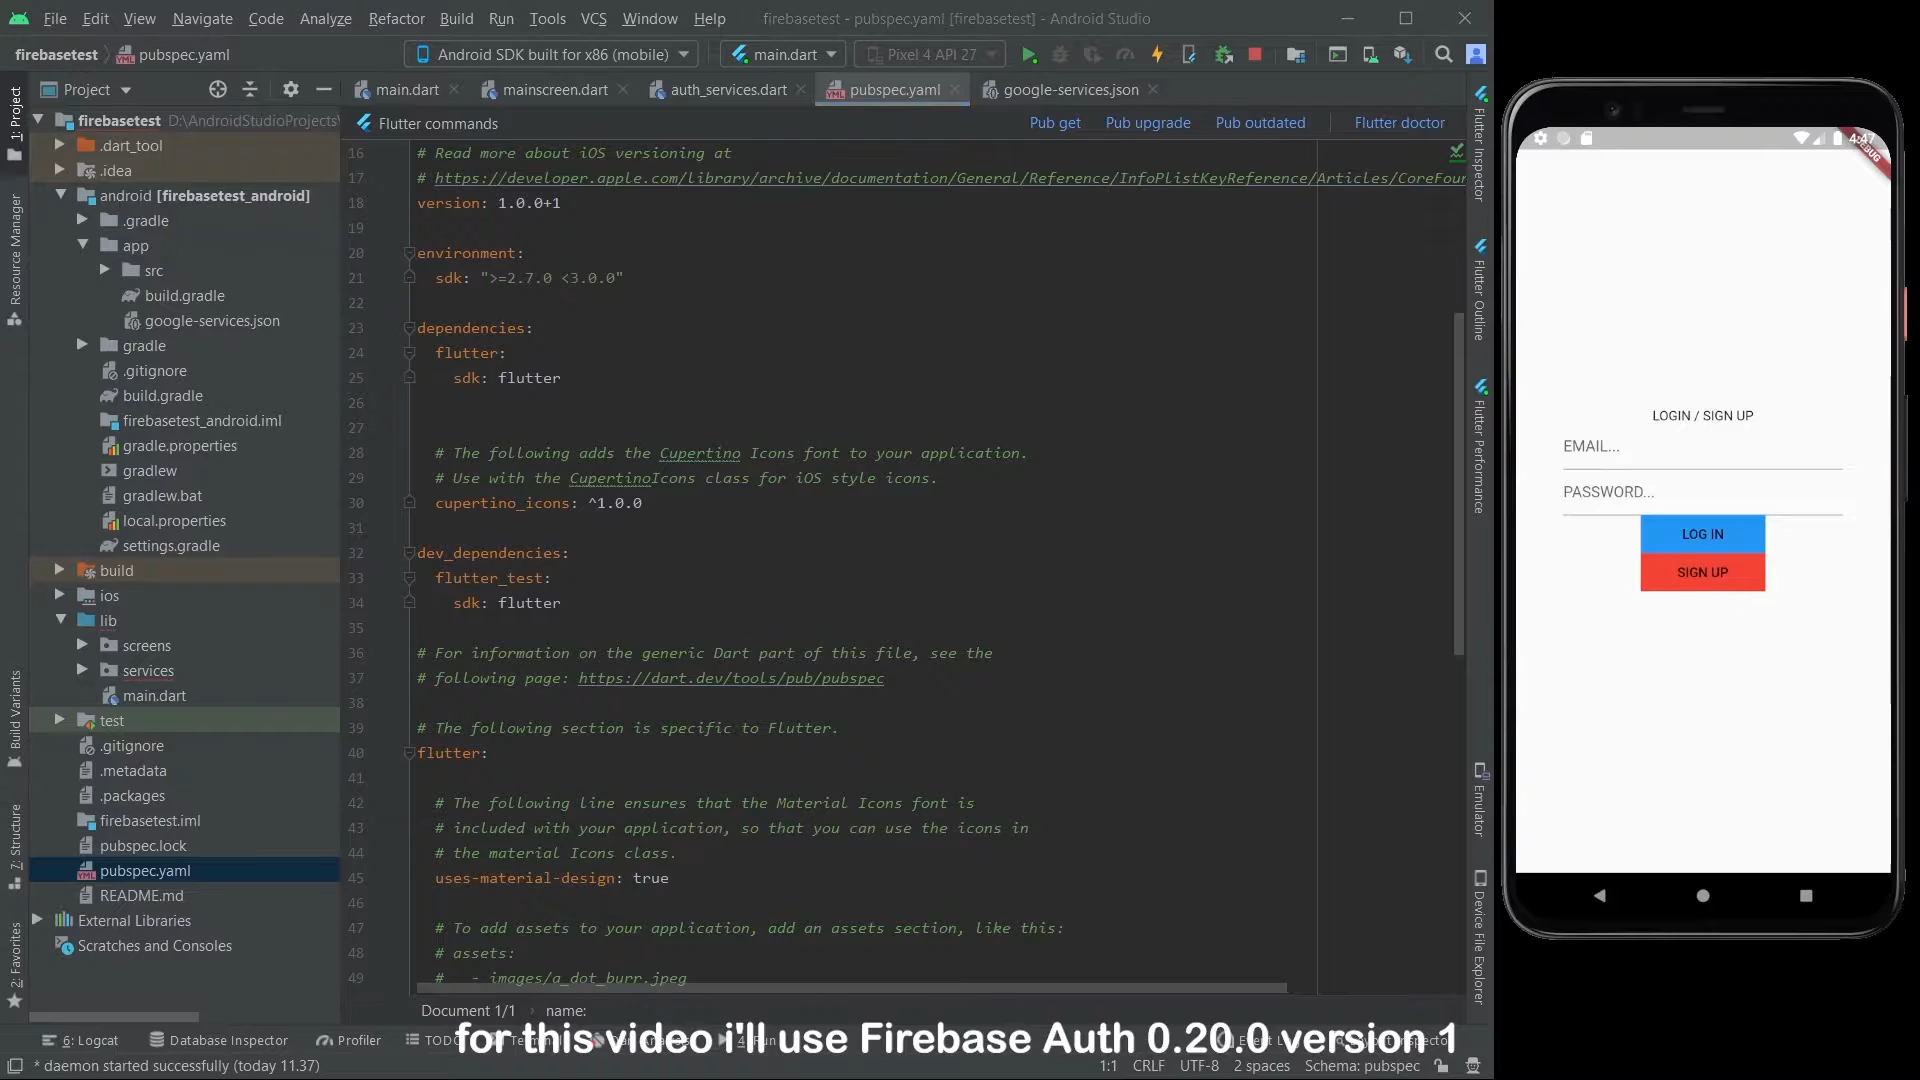 File Edit View Navigate Code Analyze Refactor Build Run Tools VCS Window Help firebasetest - pubspec.yaml [firebasetest] - Android Studio
firebasetest pubspec.yaml Android SDK built for x86 (mobile) main.dart Pixel 4 API 27
Project main.dart mainscreen.dart auth_services.dart pubspec.yaml google-services.json
Flutter commands Pub get Pub upgrade Pub outdated Flutter doctor
1: Project
Resource Manager
Build Variants
7: Structure
2: Favorites
firebasetest D:\AndroidStudioProjects\
.dart_tool
.idea
android [firebasetest_android]
.gradle
app
src
build.gradle
google-services.json
gradle
.gitignore
build.gradle
firebasetest_android.iml
gradle.properties
gradlew
gradlew.bat
local.properties
settings.gradle
build
ios
lib
screens
services
main.dart
test
.gitignore
.metadata
.packages
firebasetest.iml
pubspec.lock
pubspec.yaml
README.md
External Libraries
Scratches and Consoles
16 # Read more about iOS versioning at
17 # https://developer.apple.com/library/archive/documentation/General/Reference/InfoPlistKeyReference/Articles/CoreFoun
18 version: 1.0.0+1
19
20 environment:
21 sdk: ">=2.7.0 <3.0.0"
22
23 dependencies:
24 flutter:
25 sdk: flutter
26
27
28 # The following adds the Cupertino Icons font to your application.
29 # Use with the CupertinoIcons class for iOS style icons.
30 cupertino_icons: ^1.0.0
31
32 dev_dependencies:
33 flutter_test:
34 sdk: flutter
35
36 # For information on the generic Dart part of this file, see the
37 # following page: https://dart.dev/tools/pub/pubspec
38
39 # The following section is specific to Flutter.
40 flutter:
41
42 # The following line ensures that the Material Icons font is
43 # included with your application, so that you can use the icons in
44 # the material Icons class.
45 uses-material-design: true
46
47 # To add assets to your application, add an assets section, like this:
48 # assets:
49 # - images/a_dot_burr.jpeg
Document 1/1 name:
Flutter Inspector
Flutter Outline
Flutter Performance
Emulator
Device File Explorer
4:47
LOGIN / SIGN UP
EMAIL...
PASSWORD...
LOG IN
SIGN UP
6: Logcat Database Inspector Profiler TODO
for this video i'll use Firebase Auth 0.20.0 version 1
* daemon started successfully (today 11.37) 1:1 CRLF UTF-8 2 spaces Schema: pubspec